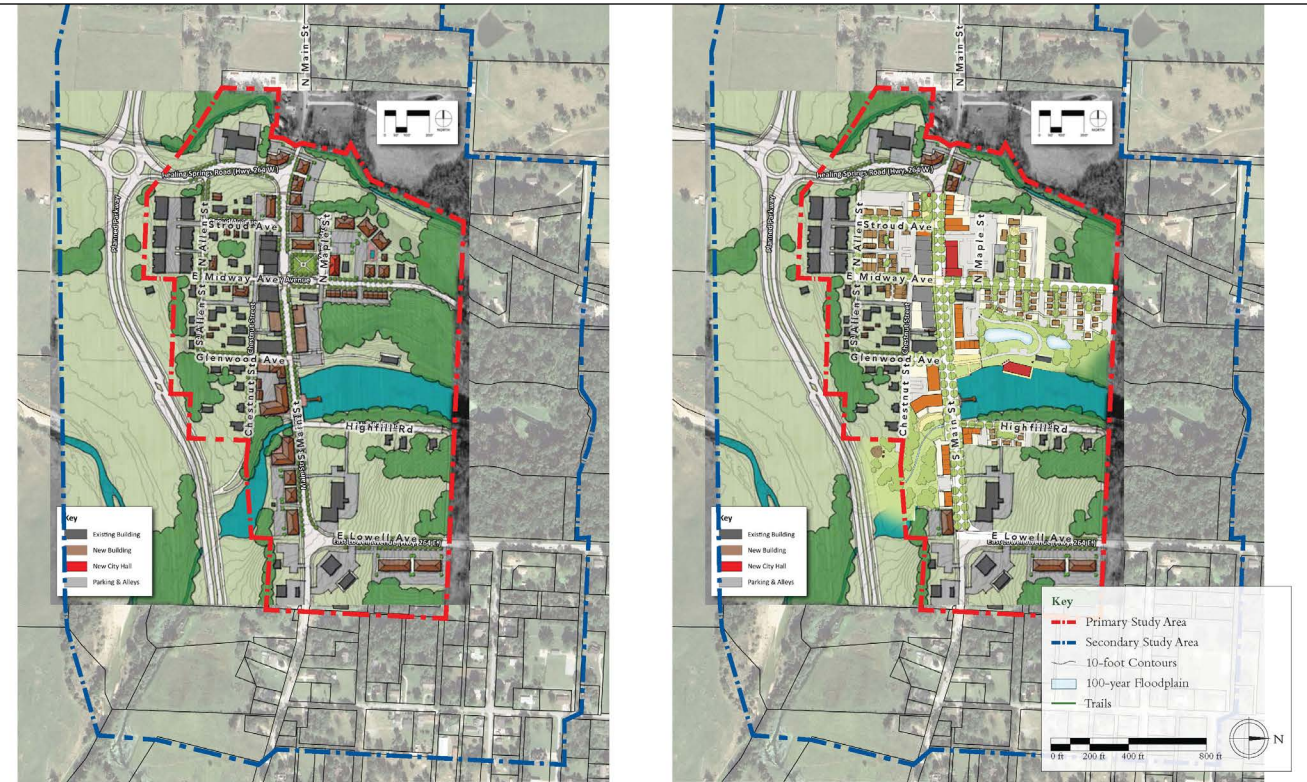 N Main St
NORTH
Healing Springs Road (Hwy. 264 W.)
Planned Parkway
N Allen St
Stroud Ave
N Maple St
E Midway Ave
Avenue
S Allen St
Chestnut Street
Glenwood Ave
Chestnut St
S Main St
Highfill Rd
E Lowell Ave
Key
Existing Building
New Building
New City Hall
Parking & Alleys
N Main St
NORTH
Healing Springs Road (Hwy. 264 W.)
Planned Parkway
N Allen St
Stroud Ave
N Maple St
E Midway Ave
S Allen St
Chestnut Street
Glenwood Ave
Chestnut St
S Main St
Highfill Rd
E Lowell Ave
Key
Existing Building
New Building
New City Hall
Parking & Alleys
Key
Primary Study Area
Secondary Study Area
10-foot Contours
100-year Floodplain
Trails
0 ft 200 ft 400 ft 800 ft
N